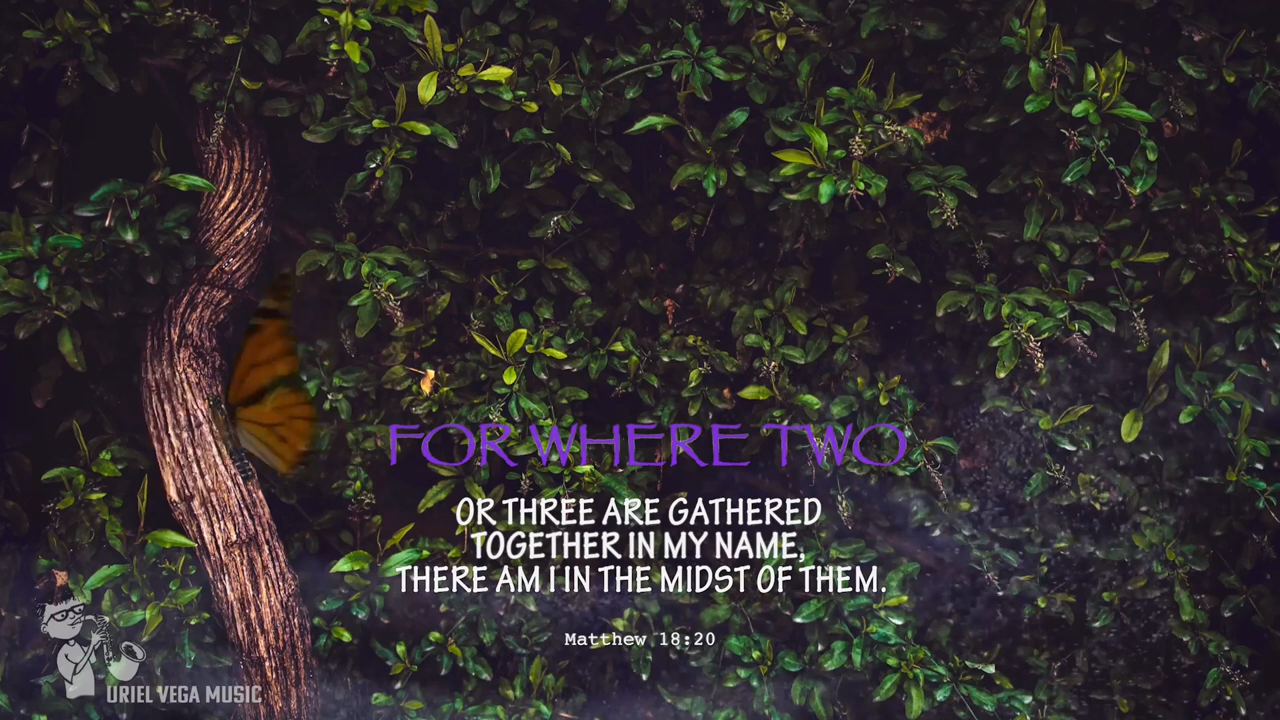 FOR WHERE TWO
OR THREE ARE GATHERED
TOGETHER IN MY NAME,
THERE AM I IN THE MIDST OF THEM.
Matthew 18:20
URIEL VEGA MUSIC